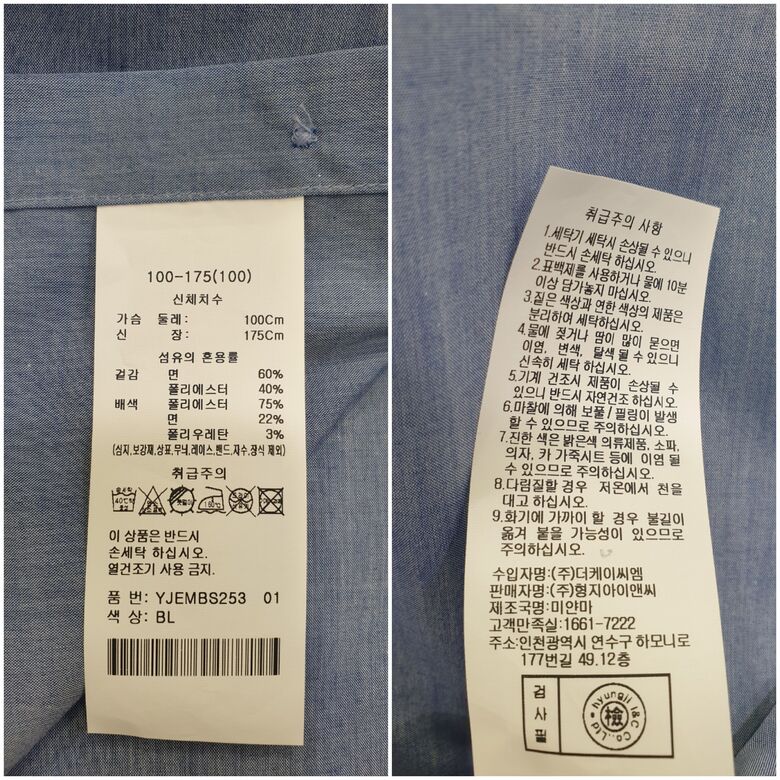 100-175(100)
신체치수
가슴 둘레: 100Cm
신 장: 175Cm
섬유의 혼용률
겉감 면 60%
폴리에스터 40%
배색 폴리에스터 75%
면 22%
폴리우레탄 3%
(심지,보강재,상표,무늬,레이스,밴드,자수,장식 제외)
취급주의
40℃
이 상품은 반드시
손세탁 하십시오.
열건조기 사용 금지.
품 번: YJEMBS253 01
색 상: BL
취급주의 사항
1.세탁기 세탁시 손상될 수 있으니
반드시 손세탁 하십시오.
2.표백제를 사용하거나 물에 10분
이상 담가놓지 마십시오.
3.짙은 색상과 연한 색상의 제품은
분리하여 세탁하십시오.
4.물에 젖거나 땀이 많이 묻으면
이염, 변색, 탈색 될 수 있으니
신속히 세탁 하십시오.
5.기계 건조시 제품이 손상될 수
있으니 반드시 자연건조 하십시오.
6.마찰에 의해 보풀/필링이 발생
할 수 있으므로 주의하십시오.
7.진한 색은 밝은색 의류제품, 소파,
의자, 카 가죽시트 등에 이염 될
수 있으므로 주의하십시오.
8.다림질할 경우 저온에서 천을
대고 하십시오.
9.화기에 가까이 할 경우 불길이
옮겨 붙을 가능성이 있으므로
주의하십시오.
수입자명:(주)더케이씨엠
판매자명:(주)형지아이앤씨
제조국명:미얀마
고객만족실:1661-7222
주소:인천광역시 연수구 하모니로
177번길 49.12층
검사필
hyungji I&C Co.,Ltd
檢